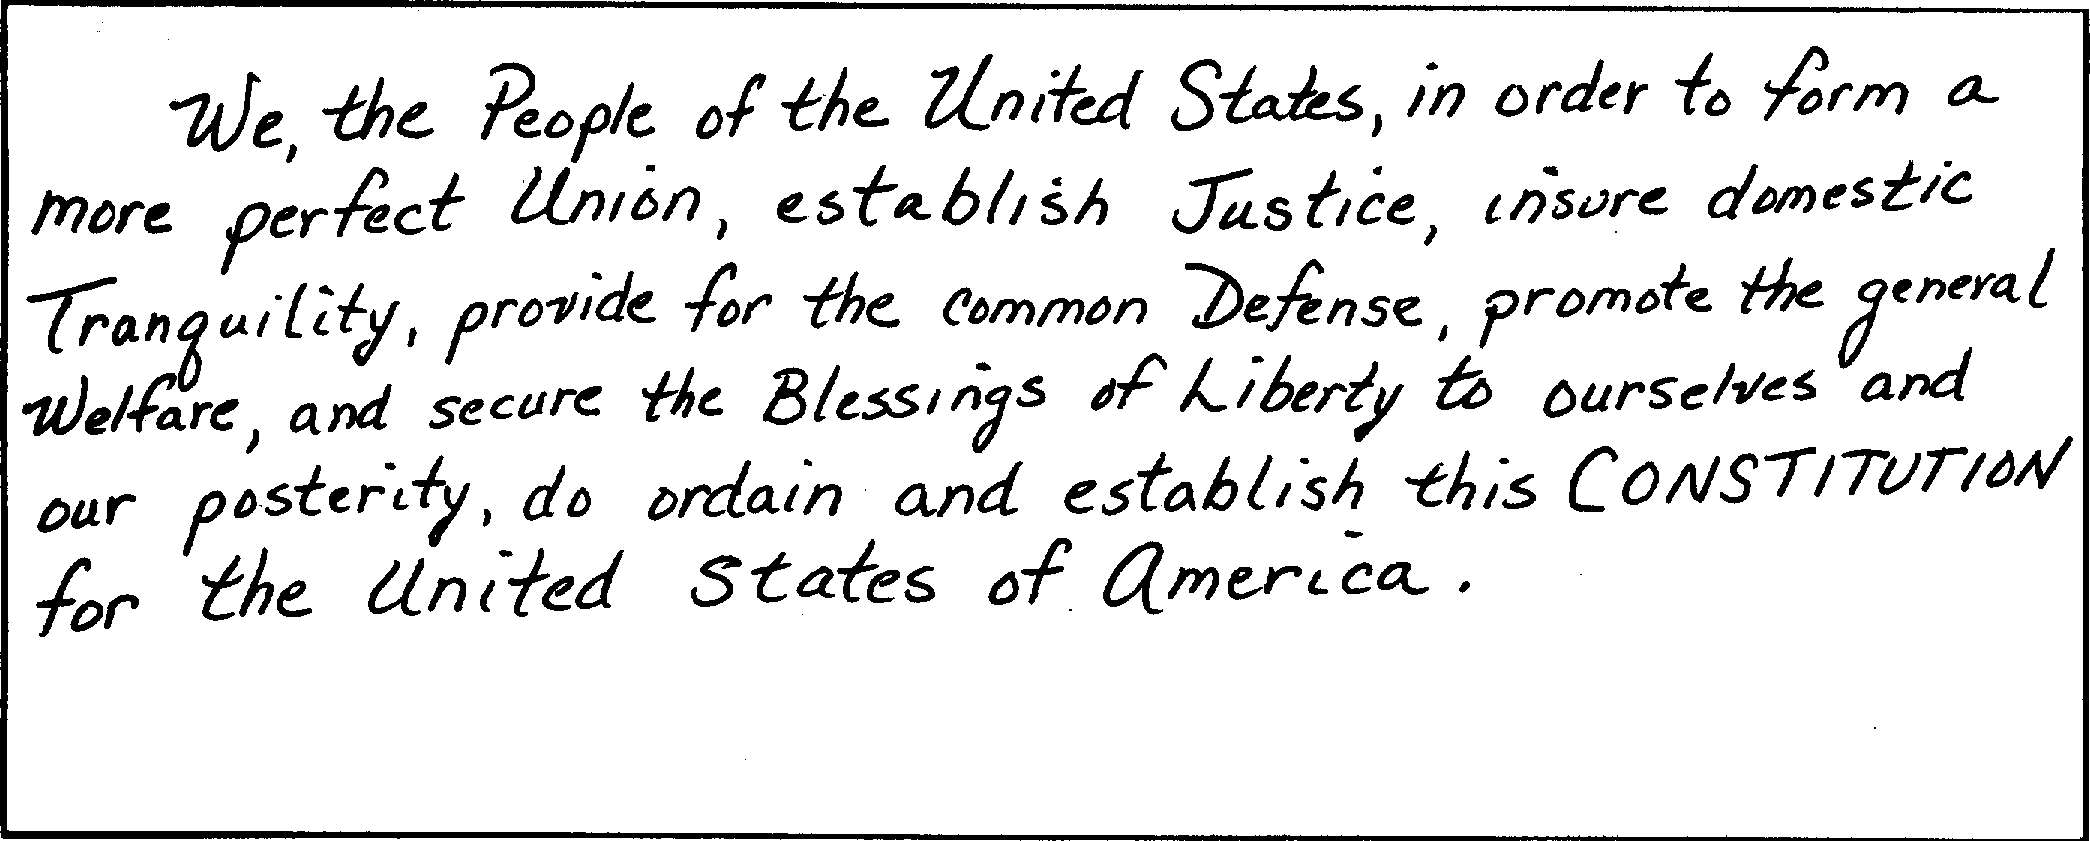 We, the People of the United States, in order to form a
more perfect Union, establish Justice, insure domestic
Tranquility, provide for the common Defense, promote the general
Welfare, and secure the Blessings of Liberty to ourselves and
our posterity, do ordain and establish this CONSTITUTION
for the United States of America.